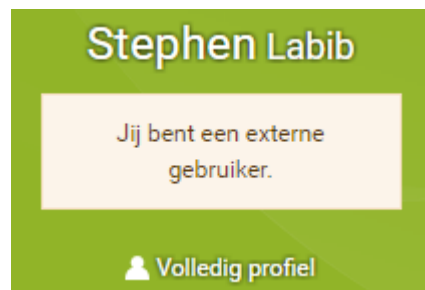 Stephen Labib
Jij bent een externe
gebruiker.
Volledig profiel